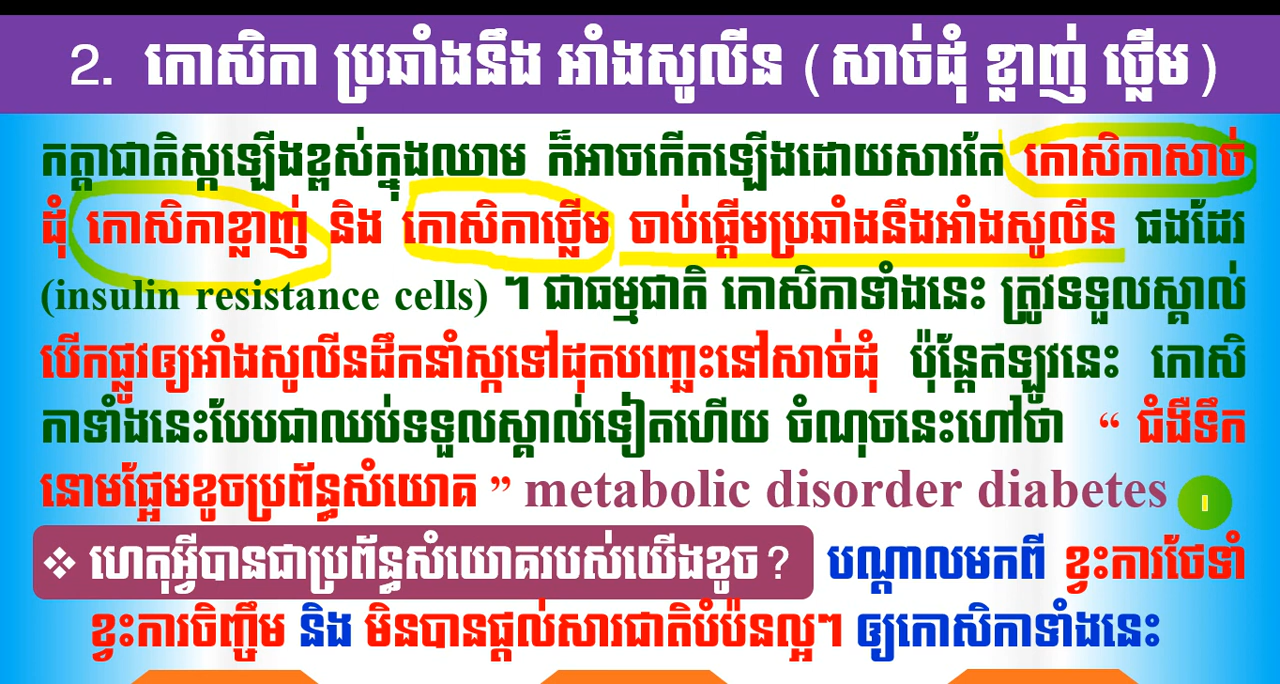 2. កោសិកា ប្រឆាំងនឹង អាំងសូលីន (សាច់ដុំ ខ្លាញ់ ថ្លើម)
កត្តាជាតិស្ករឡើងខ្ពស់ក្នុងឈាម ក៏អាចកើតឡើងដោយសារតែ កោសិកាសាច់
ដុំ កោសិកាខ្លាញ់ និង កោសិកាថ្លើម ចាប់ផ្ដើមប្រឆាំងនឹងអាំងសូលីន ផងដែរ
(insulin resistance cells) ។ ជាធម្មជាតិ កោសិកាទាំងនេះ ត្រូវទទួលស្គាល់
បើកផ្លូវឲ្យអាំងសូលីនដឹកនាំស្ករទៅដុតបញ្ឆេះនៅសាច់ដុំ ប៉ុន្តែឥឡូវនេះ កោសិ
កាទាំងនេះបែបជាឈប់ទទួលស្គាល់ទៀតហើយ ចំណុចនេះហៅថា “ ជំងឺទឹក
នោមផ្អែមខូចប្រព័ន្ធសំយោគ ” metabolic disorder diabetes
❖ ហេតុអ្វីបានជាប្រព័ន្ធសំយោគរបស់យើងខូច? បណ្ដាលមកពី ខ្វះការថែទាំ
ខ្វះការចិញ្ចឹម និង មិនបានផ្ដល់សារជាតិបំប៉នល្អៗ ឲ្យកោសិកាទាំងនេះ